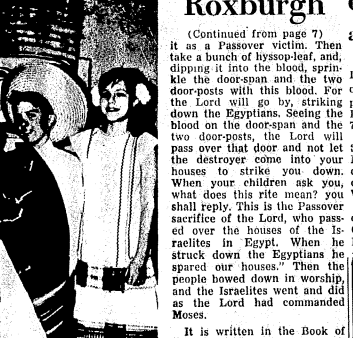 Roxburgh
(Continued from page 7)
it as a Passover victim. Then
take a bunch of hyssop-leaf, and,
dipping it into the blood, sprin-
kle the door-span and the two
door-posts with this blood. For
the Lord will go by, striking
down the Egyptians. Seeing the
blood on the door-span and the
two door-posts, the Lord will
pass over that door and not let
the destroyer come into your
houses to strike you down.
When your children ask you,
what does this rite mean? you
shall reply. This is the Passover
sacrifice of the Lord, who pass-
ed over the houses of the Is-
raelites in Egypt. When he
struck down the Egyptians he
spared our houses." Then the
people bowed down in worship,
and the Israelites went and did
as the Lord had commanded
Moses.
It is written in the Book of